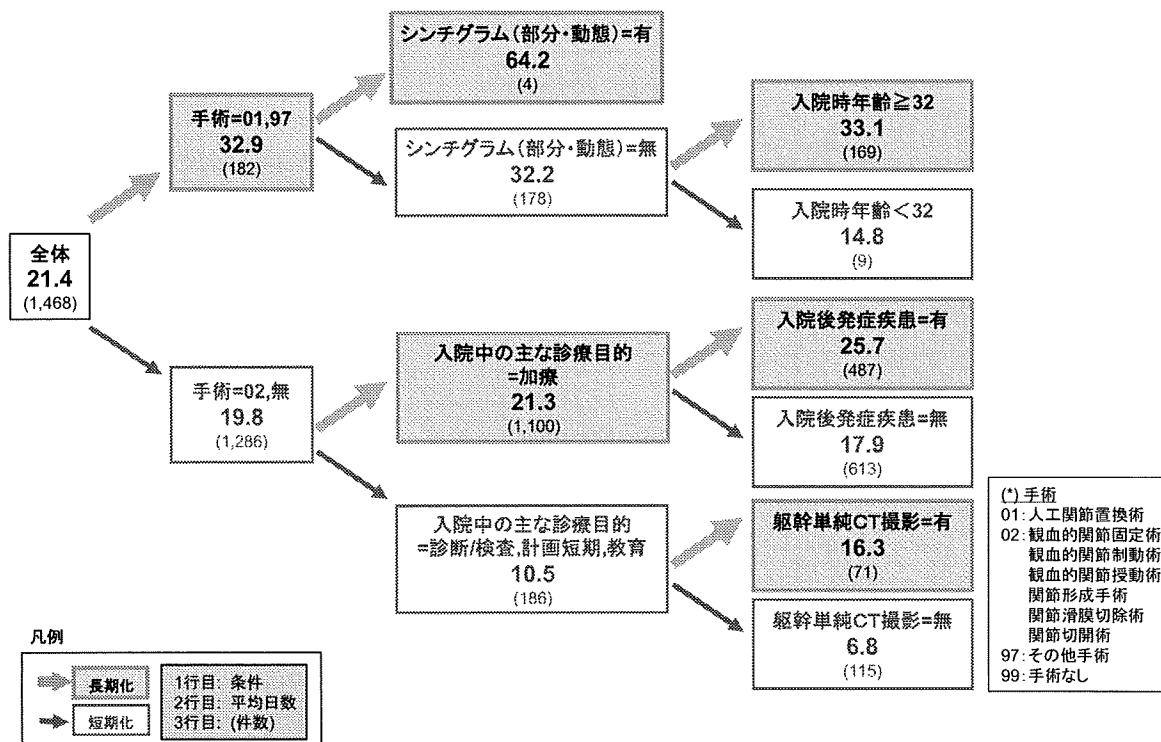 シンチグラム(部分・動態)=有
64.2
(4)
手術=01,97
32.9
(182)
シンチグラム(部分・動態)=無
32.2
(178)
入院時年齢≧32
33.1
(169)
入院時年齢<32
14.8
(9)
全体
21.4
(1,468)
手術=02,無
19.8
(1,286)
入院中の主な診療目的
=加療
21.3
(1,100)
入院後発症疾患=有
25.7
(487)
入院後発症疾患=無
17.9
(613)
入院中の主な診療目的
=診断/検査,計画短期,教育
10.5
(186)
躯幹単純CT撮影=有
16.3
(71)
躯幹単純CT撮影=無
6.8
(115)
(*)手術
01:人工関節置換術
02:観血的関節固定術
観血的関節制動術
観血的関節授動術
関節形成手術
関節滑膜切除術
関節切開術
97:その他手術
99:手術なし
凡例
長期化
短期化
1行目: 条件
2行目: 平均日数
3行目: (件数)